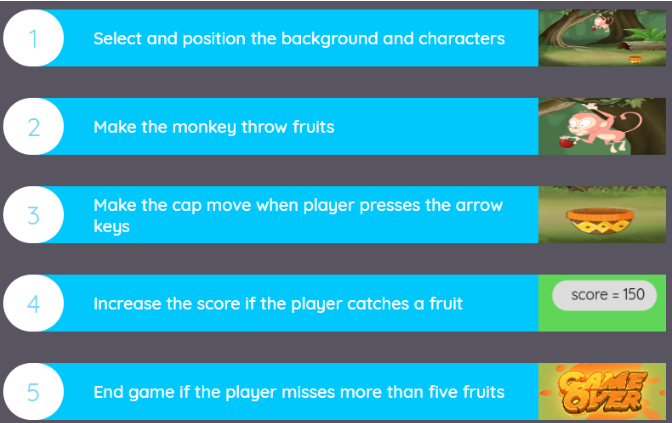 1
Select and position the background and characters
2
Make the monkey throw fruits
3
Make the cap move when player presses the arrow
keys
4
Increase the score if the player catches a fruit
score = 150
5
End game if the player misses more than five fruits
GAME
OVER